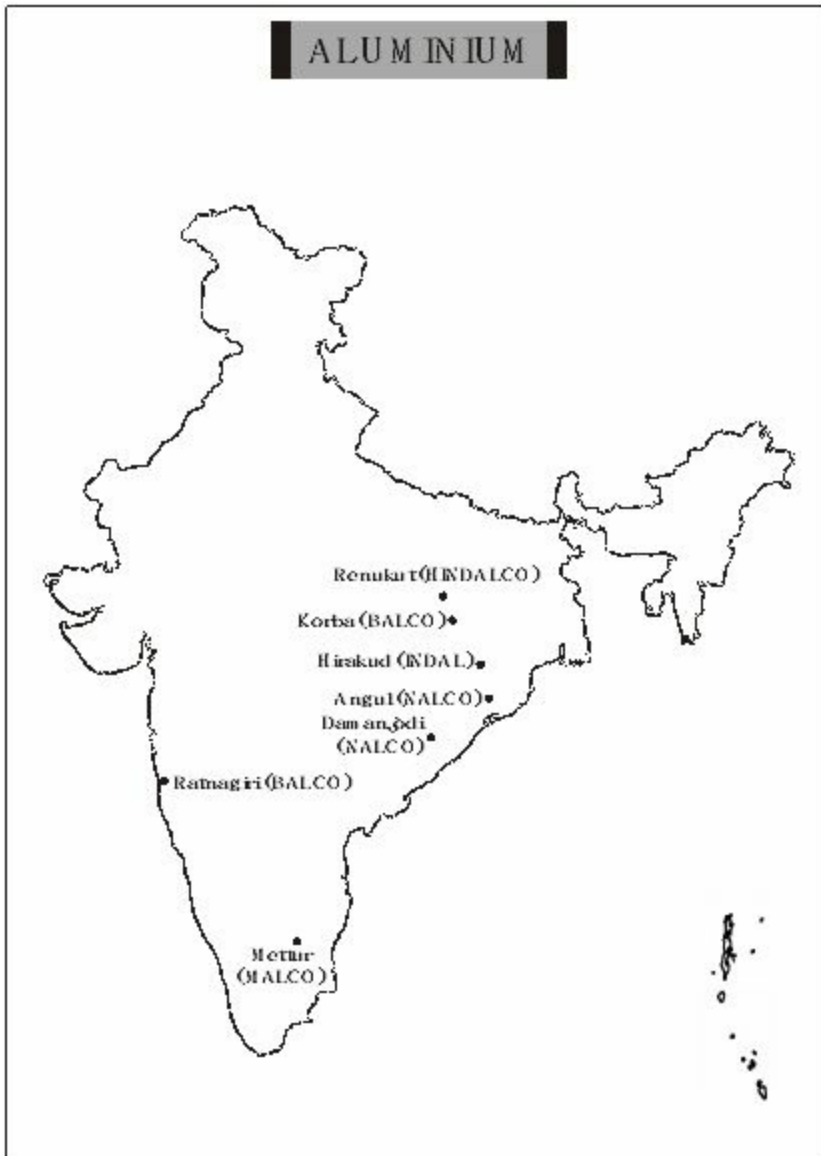 ALUMINIUM
Renukut (HINDALCO)
Korba (BALCO)
Hirakud (INDAL)
Angul (NALCO)
Damanjodi
(NALCO)
Ratnagiri (BALCO)
Mettur
(MALCO)